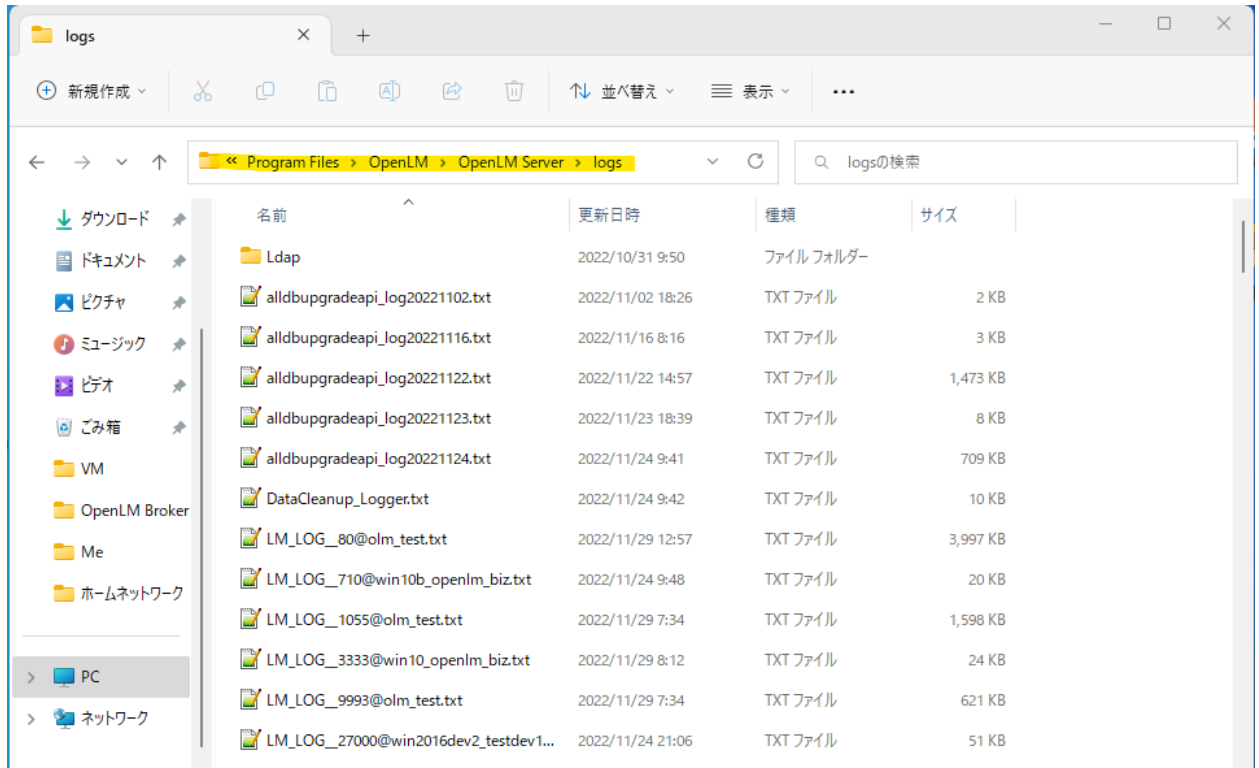 logs
新規作成
並べ替え
表示
« Program Files > OpenLM > OpenLM Server > logs
logsの検索
ダウンロード
ドキュメント
ピクチャ
ミュージック
ビデオ
ごみ箱
VM
OpenLM Broker
Me
ホームネットワーク
PC
ネットワーク
名前 更新日時 種類 サイズ
Ldap 2022/10/31 9:50 ファイル フォルダー
alldbupgradeapi_log20221102.txt 2022/11/02 18:26 TXT ファイル 2 KB
alldbupgradeapi_log20221116.txt 2022/11/16 8:16 TXT ファイル 3 KB
alldbupgradeapi_log20221122.txt 2022/11/22 14:57 TXT ファイル 1,473 KB
alldbupgradeapi_log20221123.txt 2022/11/23 18:39 TXT ファイル 8 KB
alldbupgradeapi_log20221124.txt 2022/11/24 9:41 TXT ファイル 709 KB
DataCleanup_Logger.txt 2022/11/24 9:42 TXT ファイル 10 KB
LM_LOG__80@olm_test.txt 2022/11/29 12:57 TXT ファイル 3,997 KB
LM_LOG__710@win10b_openlm_biz.txt 2022/11/24 9:48 TXT ファイル 20 KB
LM_LOG__1055@olm_test.txt 2022/11/29 7:34 TXT ファイル 1,598 KB
LM_LOG__3333@win10_openlm_biz.txt 2022/11/29 8:12 TXT ファイル 24 KB
LM_LOG__9993@olm_test.txt 2022/11/29 7:34 TXT ファイル 621 KB
LM_LOG__27000@win2016dev2_testdev1... 2022/11/24 21:06 TXT ファイル 51 KB